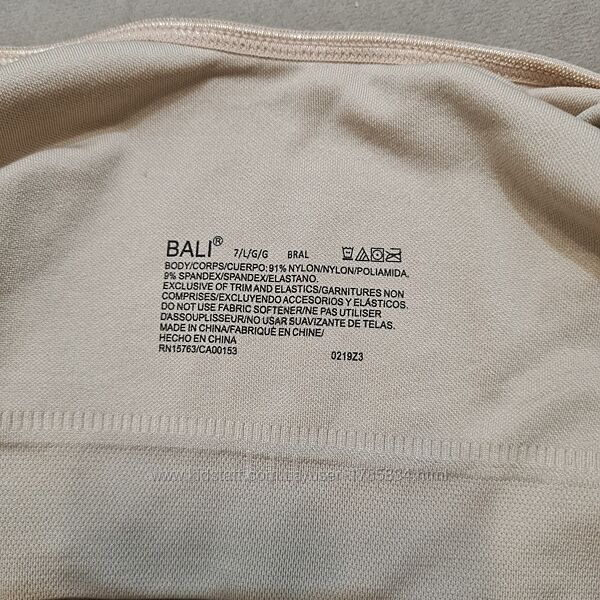 BALI® 7/L/G/G BRAL
BODY/CORPS/CUERPO: 91% NYLON/NYLON/POLIAMIDA,
9% SPANDEX/SPANDEX/ELASTANO.
EXCLUSIVE OF TRIM AND ELASTICS/GARNITURES NON
COMPRISES/EXCLUYENDO ACCESORIOS Y ELÁSTICOS.
DO NOT USE FABRIC SOFTENER/NE PAS UTILISER
D'ASSOUPLISSEUR/NO USAR SUAVIZANTE DE TELAS.
MADE IN CHINA/FABRIQUÉ EN CHINE/
HECHO EN CHINA
RN15763/CA00153 0219Z3